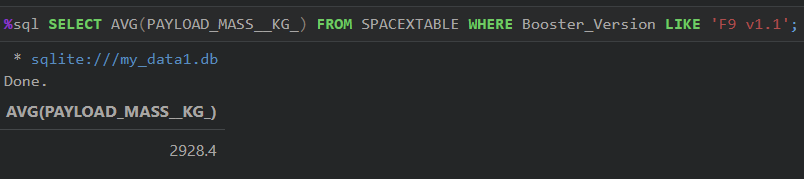 %sql SELECT AVG(PAYLOAD_MASS__KG_) FROM SPACEXTABLE WHERE Booster_Version LIKE 'F9 v1.1';
* sqlite:///my_data1.db
Done.
AVG(PAYLOAD_MASS__KG_)
2928.4